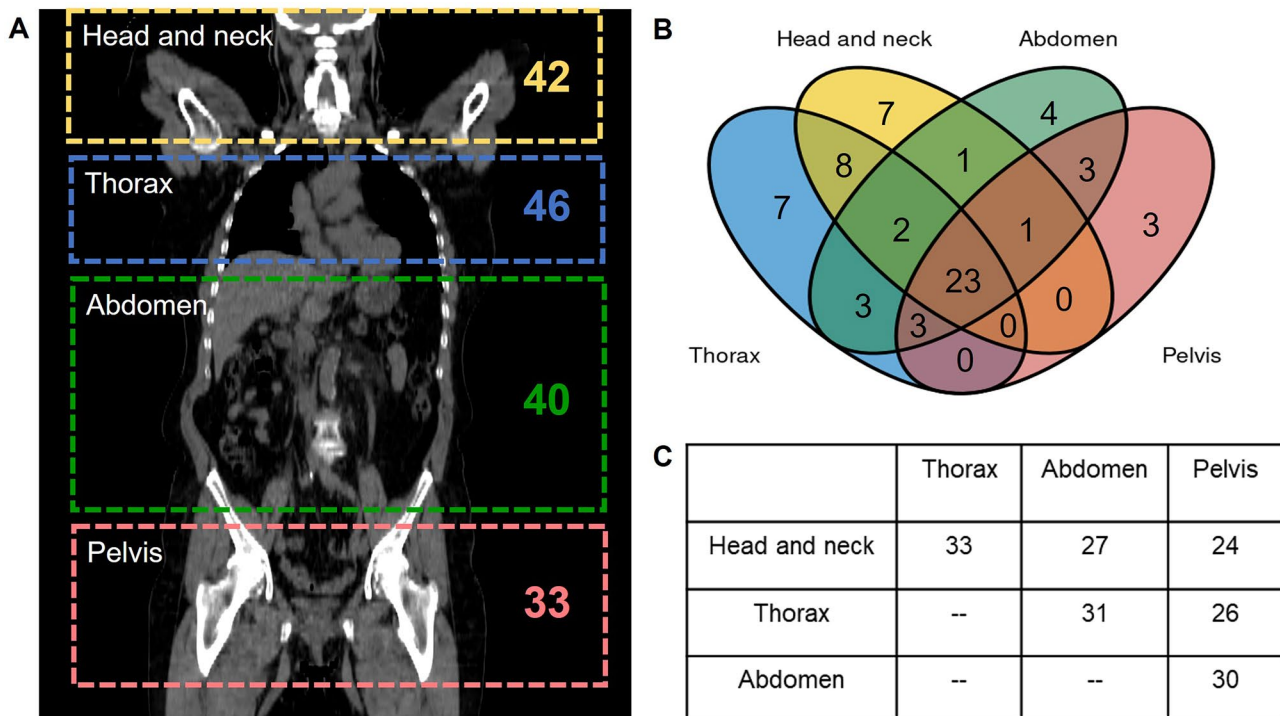 A
Head and neck
42
Thorax
46
Abdomen
40
Pelvis
33
B
Head and neck Abdomen
7 4
8 1 3
7 2 1 3
23
3 3 0 0
0
Thorax Pelvis
C
Thorax Abdomen Pelvis
Head and neck 33 27 24
Thorax -- 31 26
Abdomen -- -- 30